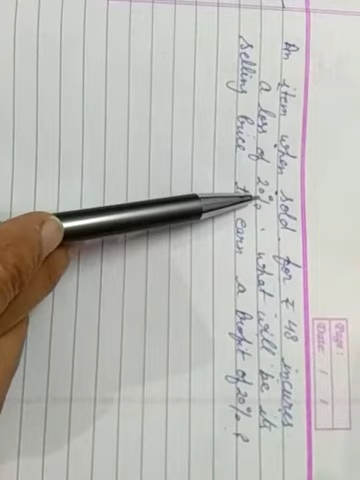 Page:
Date: / /
An item when sold for ₹ 48 incures
a loss of 20%. what will be its
selling Price to earn a Profit of 20%?